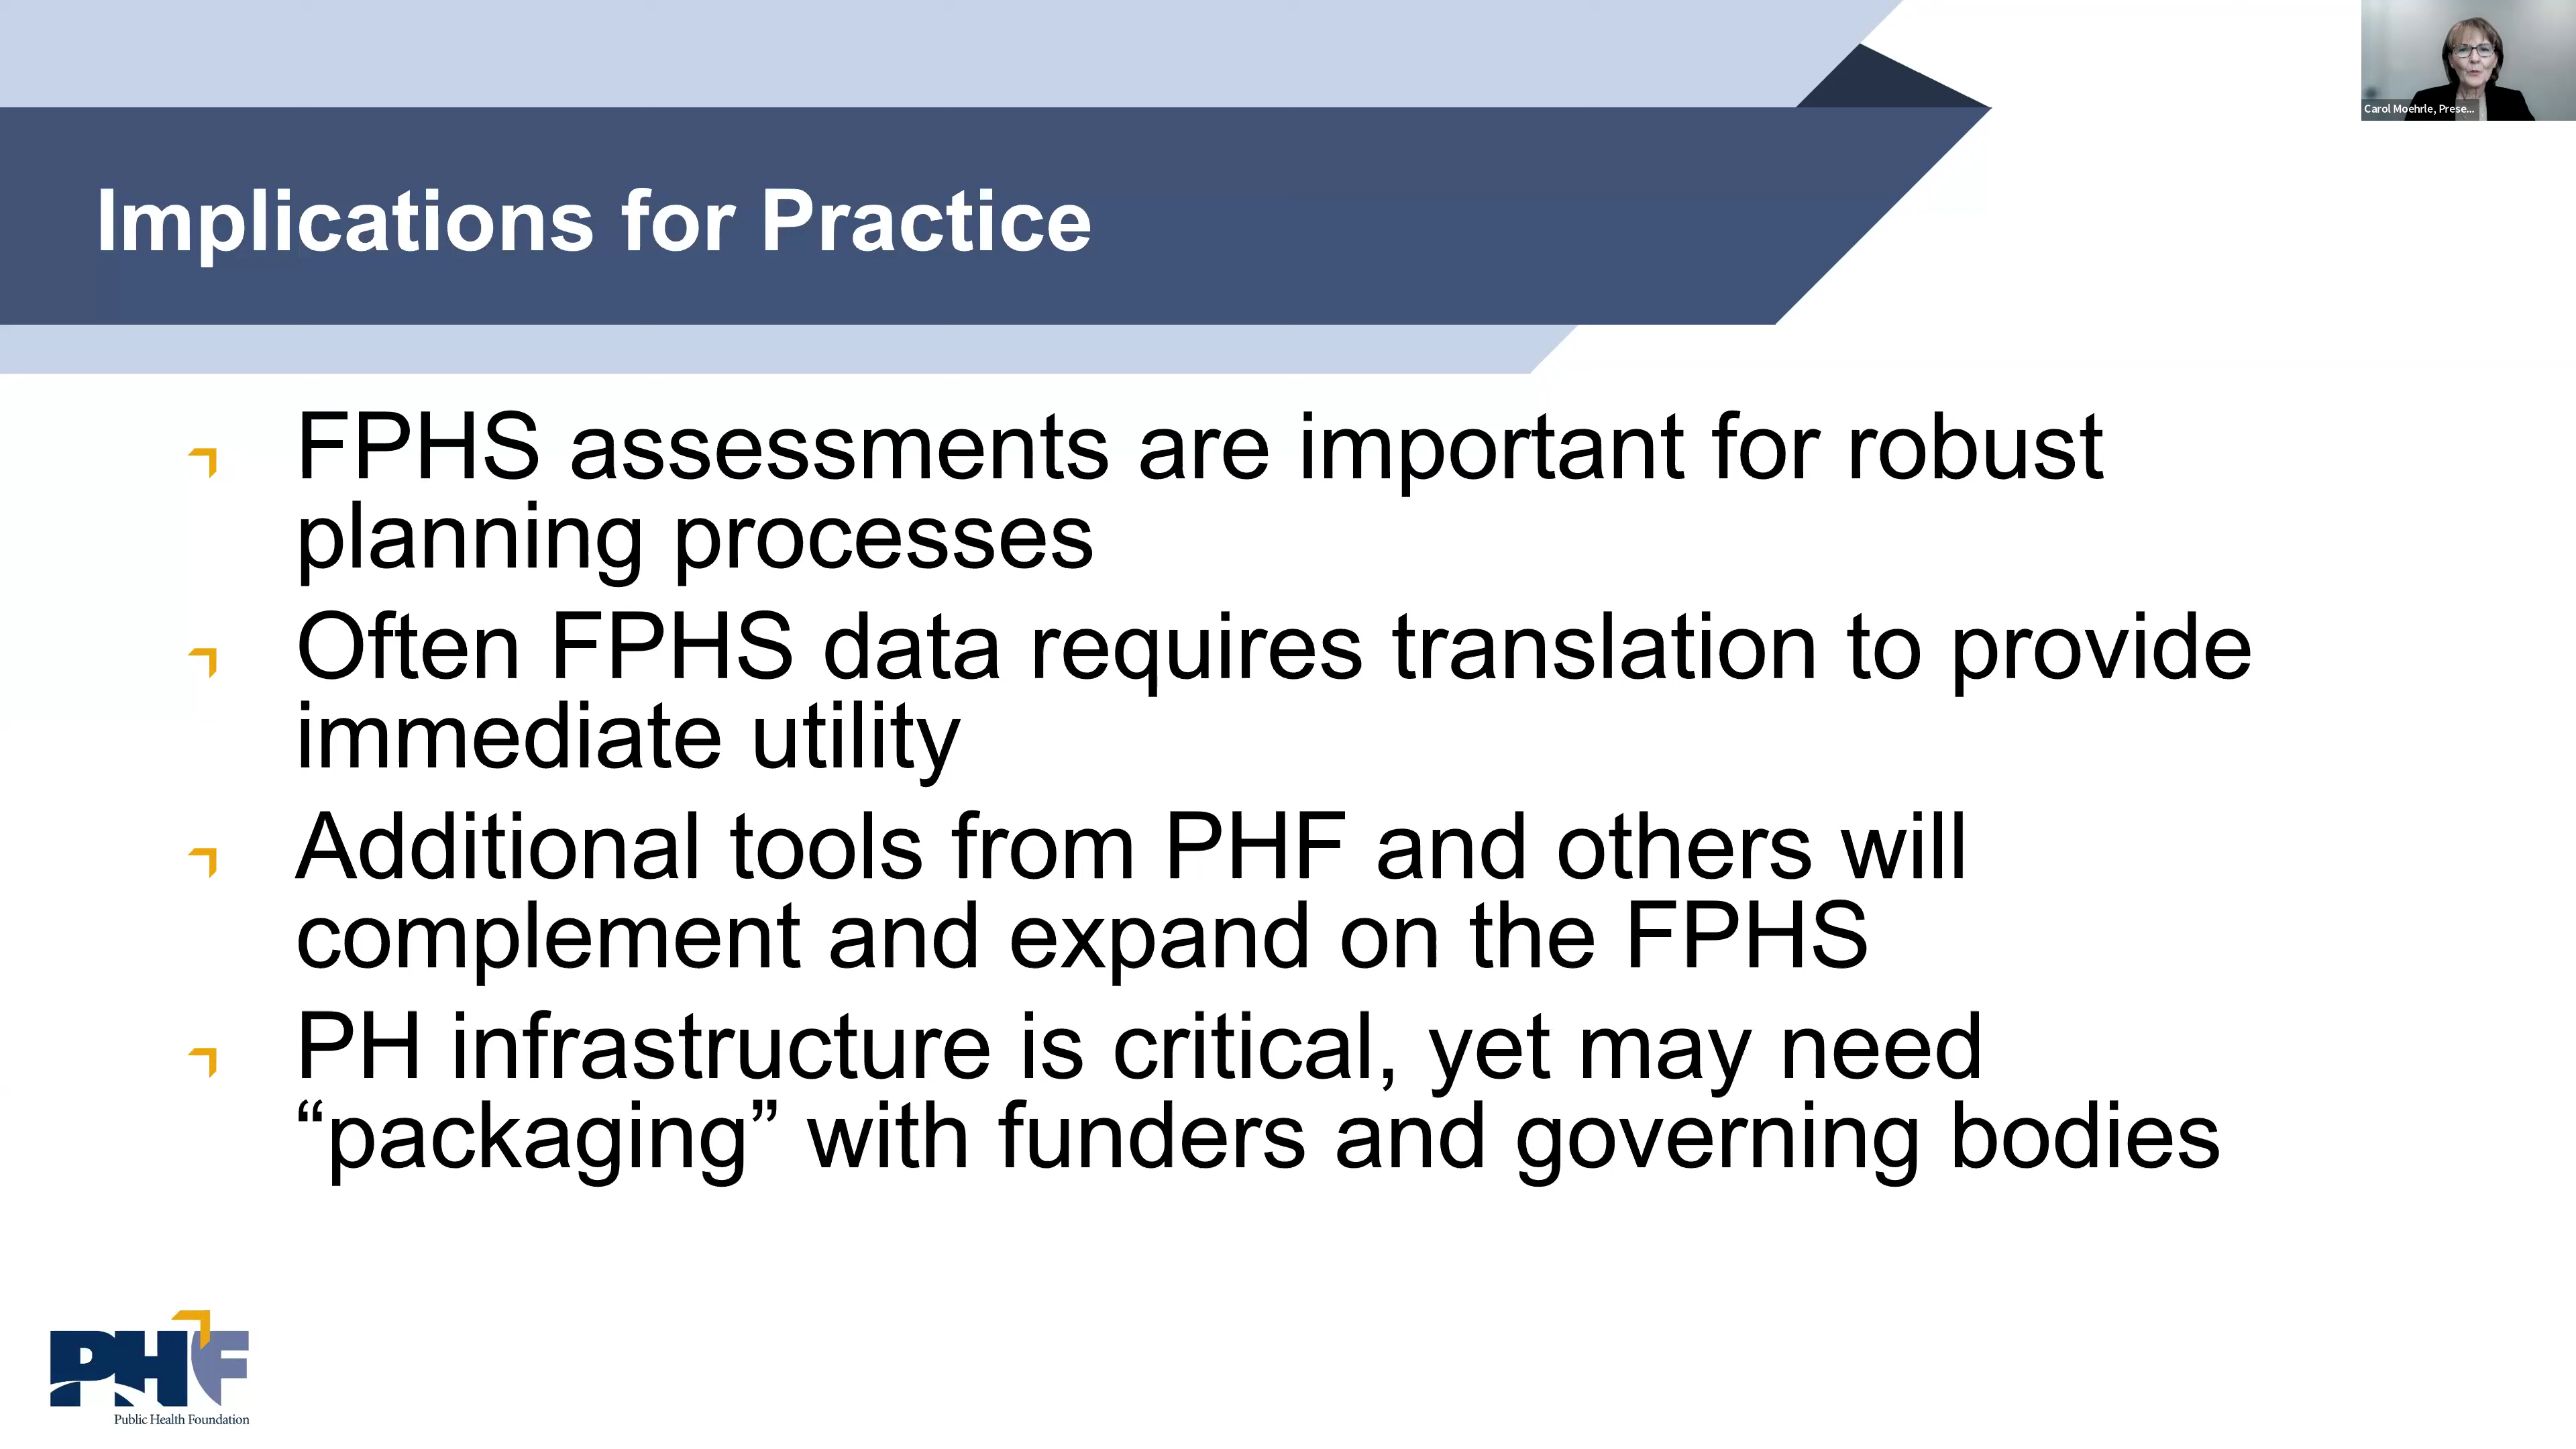 Carol Moehrle, Prese...
Implications for Practice
FPHS assessments are important for robust
planning processes
Often FPHS data requires translation to provide
immediate utility
Additional tools from PHF and others will
complement and expand on the FPHS
PH infrastructure is critical, yet may need
“packaging” with funders and governing bodies
PHF
Public Health Foundation